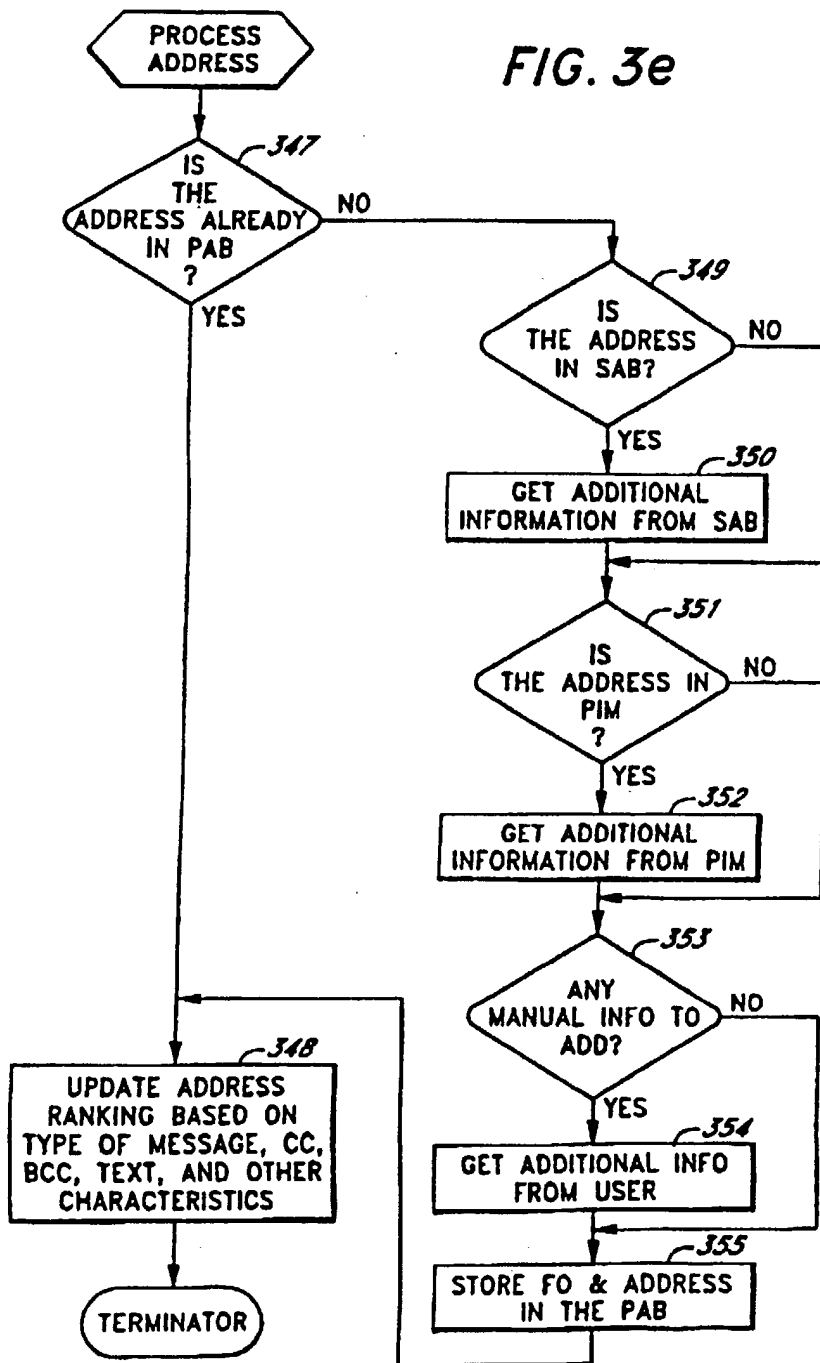 PROCESS
ADDRESS
FIG. 3e
347
IS
THE
ADDRESS ALREADY
IN PAB
?
NO
YES
349
IS
THE ADDRESS
IN SAB?
NO
YES
350
GET ADDITIONAL
INFORMATION FROM SAB
351
IS
THE ADDRESS IN
PIM
?
NO
YES
352
GET ADDITIONAL
INFORMATION FROM PIM
353
ANY
MANUAL INFO TO
ADD?
NO
YES
354
GET ADDITIONAL INFO
FROM USER
355
STORE FO & ADDRESS
IN THE PAB
348
UPDATE ADDRESS
RANKING BASED ON
TYPE OF MESSAGE, CC,
BCC, TEXT, AND OTHER
CHARACTERISTICS
TERMINATOR